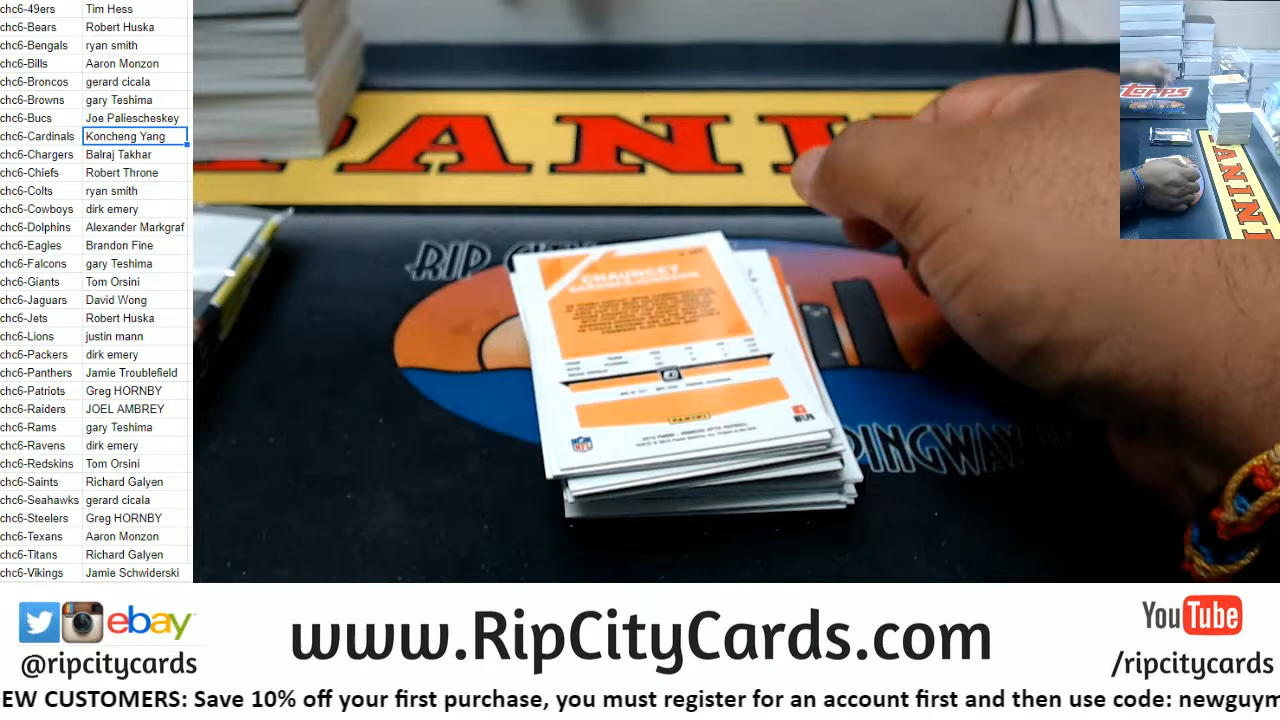 chc6-49ers Tim Hess
chc6-Bears Robert Huska
chc6-Bengals ryan smith
chc6-Bills Aaron Monzon
chc6-Broncos gerard cicala
chc6-Browns gary Teshima
chc6-Bucs Joe Paliescheskey
chc6-Cardinals Koncheng Yang
chc6-Chargers Balraj Takhar
chc6-Chiefs Robert Throne
chc6-Colts ryan smith
chc6-Cowboys dirk emery
chc6-Dolphins Alexander Markgraf
chc6-Eagles Brandon Fine
chc6-Falcons gary Teshima
chc6-Giants Tom Orsini
chc6-Jaguars David Wong
chc6-Jets Robert Huska
chc6-Lions justin mann
chc6-Packers dirk emery
chc6-Panthers Jamie Troublefield
chc6-Patriots Greg HORNBY
chc6-Raiders JOEL AMBREY
chc6-Rams gary Teshima
chc6-Ravens dirk emery
chc6-Redskins Tom Orsini
chc6-Saints Richard Galyen
chc6-Seahawks gerard cicala
chc6-Steelers Greg HORNBY
chc6-Texans Aaron Monzon
chc6-Titans Richard Galyen
chc6-Vikings Jamie Schwiderski
PANI
RIP
CHAUNCEY
PANINI
NFL
NFLPA
PINGWAX
TOPPS
PANINI
ebay
@ripcitycards
www.RipCityCards.com
YouTube
/ripcitycards
EW CUSTOMERS: Save 10% off your first purchase, you must register for an account first and then use code: newguym